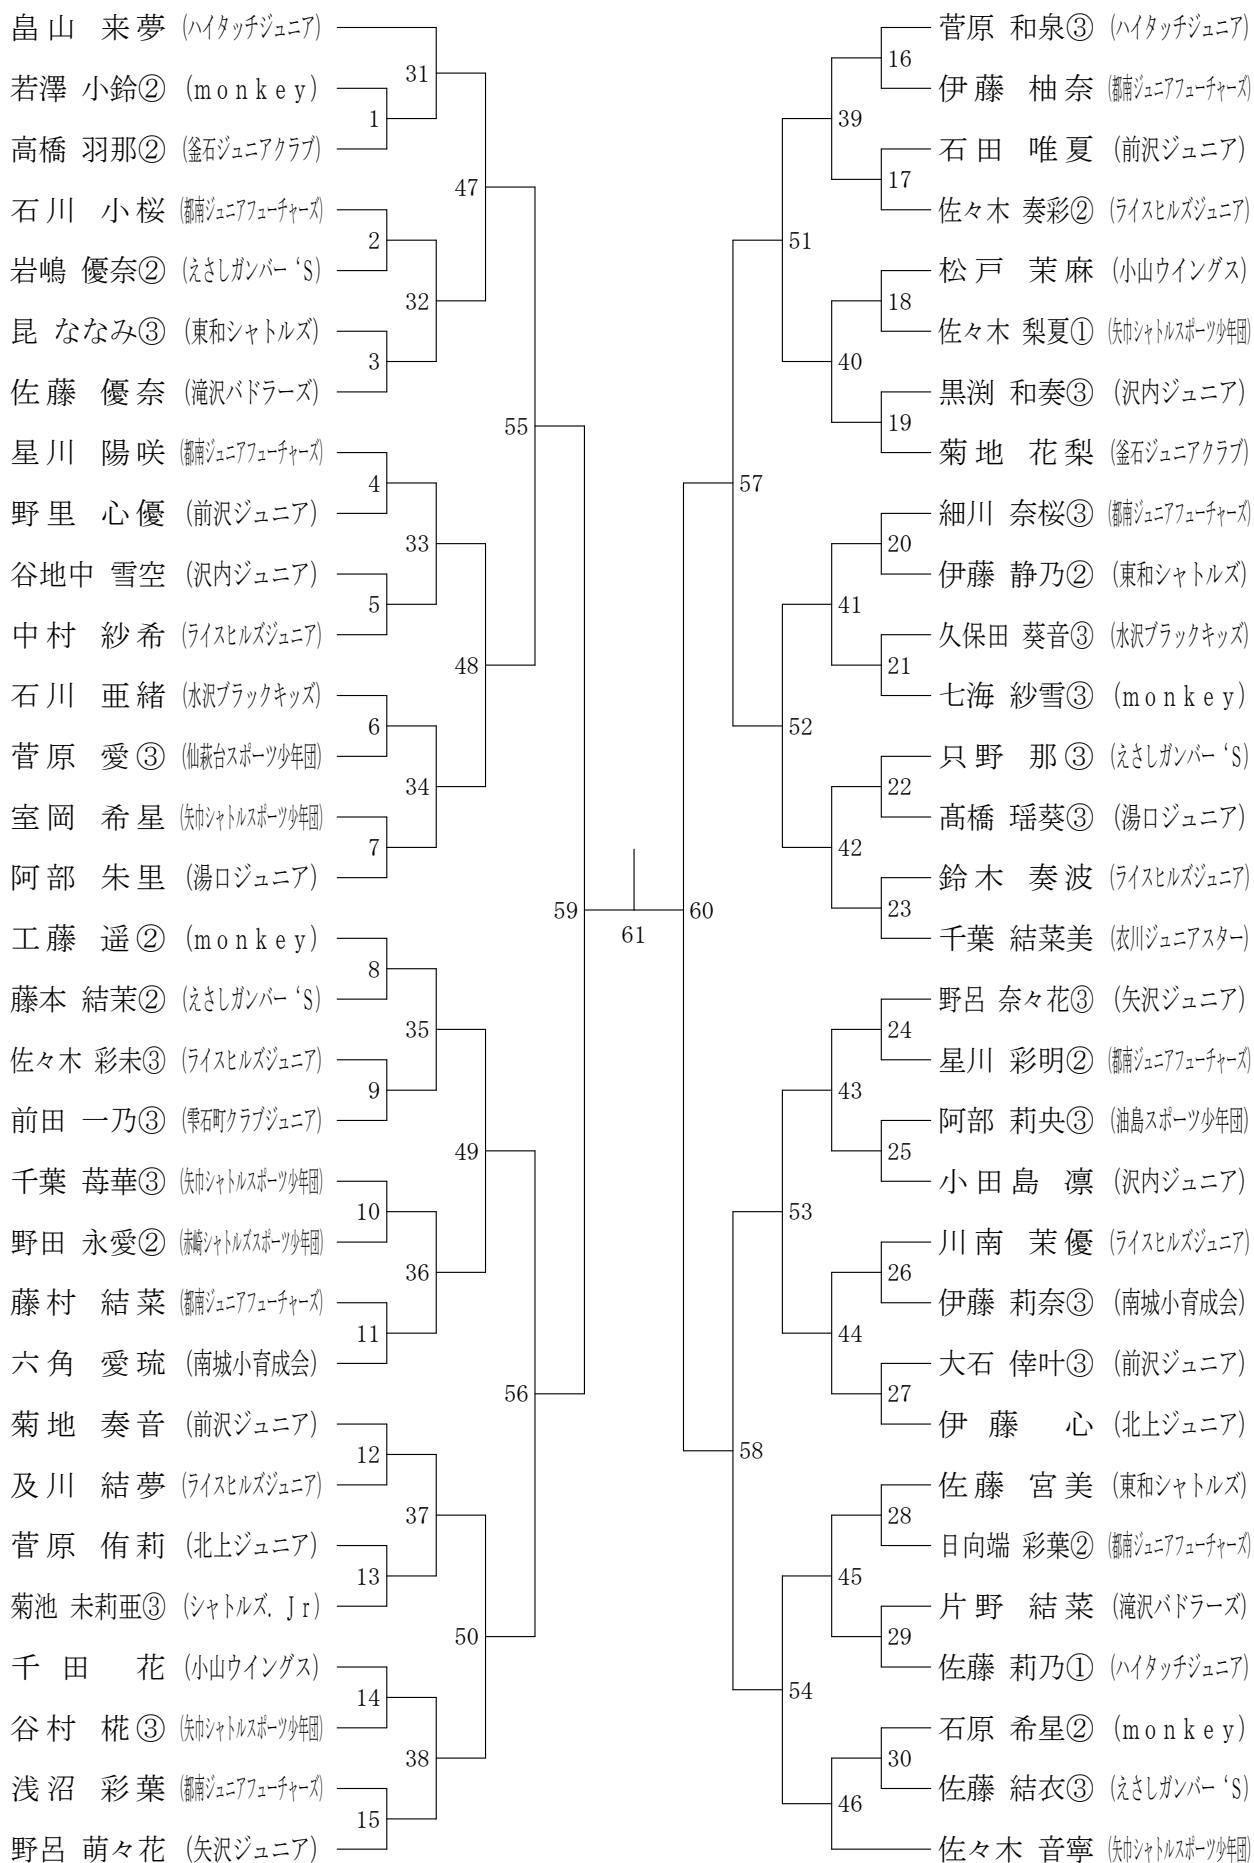 畠山 来夢 (ハイタッチジュニア)
若澤 小鈴② (monkey)
高橋 羽那② (釜石ジュニアクラブ)
石川 小桜 (都南ジュニアフューチャーズ)
岩嶋 優奈② (えさしガンバー‘S)
昆 ななみ③ (東和シャトルズ)
佐藤 優奈 (滝沢バドラーズ)
星川 陽咲 (都南ジュニアフューチャーズ)
野里 心優 (前沢ジュニア)
谷地中 雪空 (沢内ジュニア)
中村 紗希 (ライスヒルズジュニア)
石川 亜緒 (水沢ブラックキッズ)
菅原 愛③ (仙萩台スポーツ少年団)
室岡 希星 (矢巾シャトルスポーツ少年団)
阿部 朱里 (湯口ジュニア)
工藤 遥② (monkey)
藤本 結茉② (えさしガンバー‘S)
佐々木 彩未③ (ライスヒルズジュニア)
前田 一乃③ (雫石町クラブジュニア)
千葉 苺華③ (矢巾シャトルスポーツ少年団)
野田 永愛② (赤崎シャトルズスポーツ少年団)
藤村 結菜 (都南ジュニアフューチャーズ)
六角 愛琉 (南城小育成会)
菊地 奏音 (前沢ジュニア)
及川 結夢 (ライスヒルズジュニア)
菅原 侑莉 (北上ジュニア)
菊池 未莉亜③ (シャトルズ.Jr)
千田 花 (小山ウイングス)
谷村 椛③ (矢巾シャトルスポーツ少年団)
浅沼 彩葉 (都南ジュニアフューチャーズ)
野呂 萌々花 (矢沢ジュニア)
1
2
3
4
5
6
7
8
9
10
11
12
13
14
15
31
32
33
34
35
36
37
38
47
48
49
50
55
56
59
61
60
57
58
51
52
53
54
39
40
41
42
43
44
45
46
16
17
18
19
20
21
22
23
24
25
26
27
28
29
30
菅原 和泉③ (ハイタッチジュニア)
伊藤 柚奈 (都南ジュニアフューチャーズ)
石田 唯夏 (前沢ジュニア)
佐々木 奏彩② (ライスヒルズジュニア)
松戸 茉麻 (小山ウイングス)
佐々木 梨夏① (矢巾シャトルスポーツ少年団)
黒渕 和奏③ (沢内ジュニア)
菊地 花梨 (釜石ジュニアクラブ)
細川 奈桜③ (都南ジュニアフューチャーズ)
伊藤 静乃② (東和シャトルズ)
久保田 葵音③ (水沢ブラックキッズ)
七海 紗雪③ (monkey)
只野 那③ (えさしガンバー‘S)
髙橋 瑶葵③ (湯口ジュニア)
鈴木 奏波 (ライスヒルズジュニア)
千葉 結菜美 (衣川ジュニアスター)
野呂 奈々花③ (矢沢ジュニア)
星川 彩明② (都南ジュニアフューチャーズ)
阿部 莉央③ (油島スポーツ少年団)
小田島 凛 (沢内ジュニア)
川南 茉優 (ライスヒルズジュニア)
伊藤 莉奈③ (南城小育成会)
大石 倖叶③ (前沢ジュニア)
伊藤 心 (北上ジュニア)
佐藤 宮美 (東和シャトルズ)
日向端 彩葉② (都南ジュニアフューチャーズ)
片野 結菜 (滝沢バドラーズ)
佐藤 莉乃① (ハイタッチジュニア)
石原 希星② (monkey)
佐藤 結衣③ (えさしガンバー‘S)
佐々木 音寧 (矢巾シャトルスポーツ少年団)